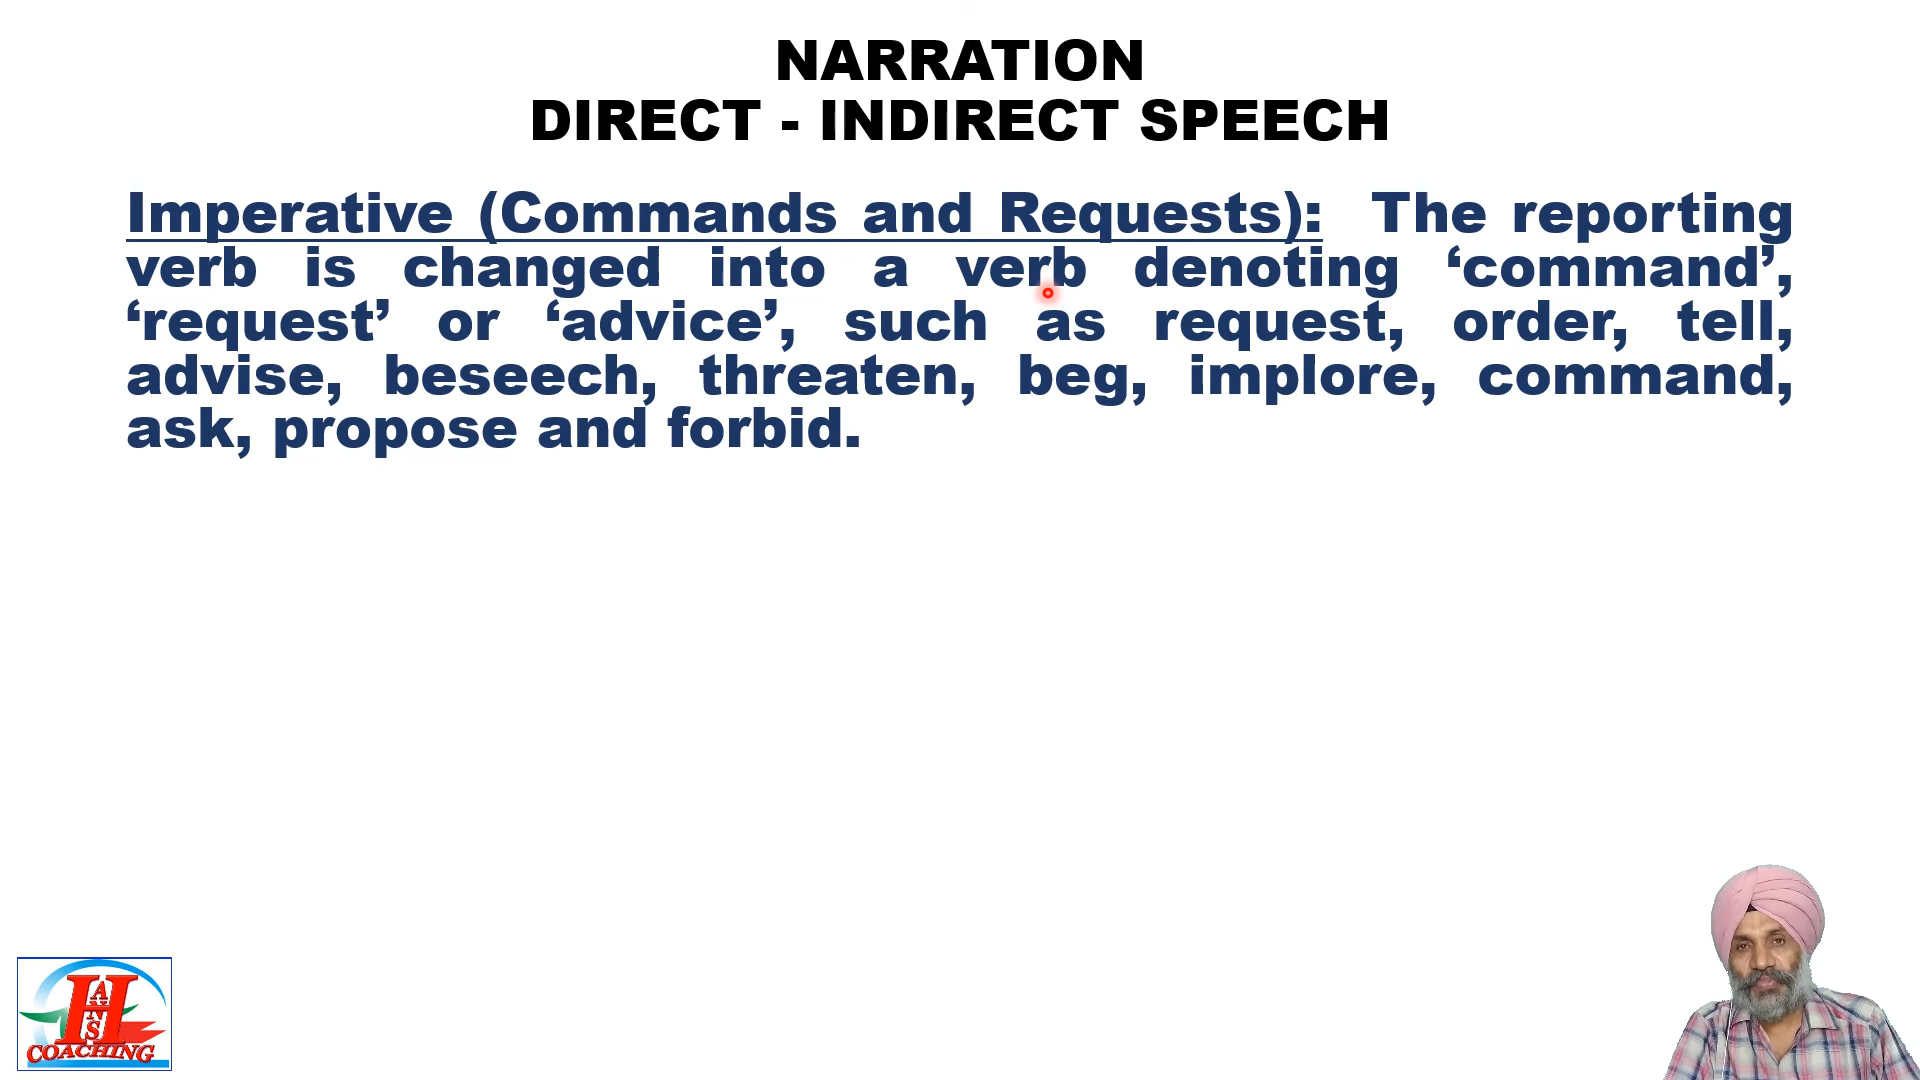 NARRATION
DIRECT - INDIRECT SPEECH
Imperative (Commands and Requests): The reporting
verb is changed into a verb denoting ‘command’,
‘request’ or ‘advice’, such as request, order, tell,
advise, beseech, threaten, beg, implore, command,
ask, propose and forbid.
HANS
COACHING